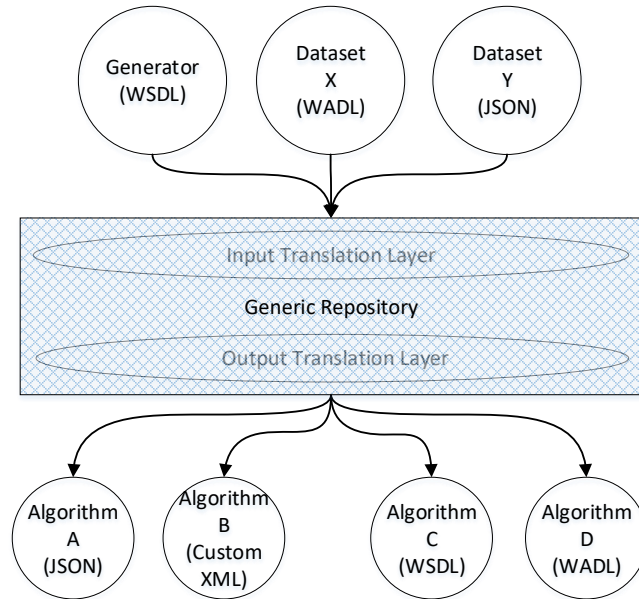 Generator
(WSDL)
Dataset
X
(WADL)
Dataset
Y
(JSON)
Input Translation Layer
Generic Repository
Output Translation Layer
Algorithm
A
(JSON)
Algorithm
B
(Custom
XML)
Algorithm
C
(WSDL)
Algorithm
D
(WADL)